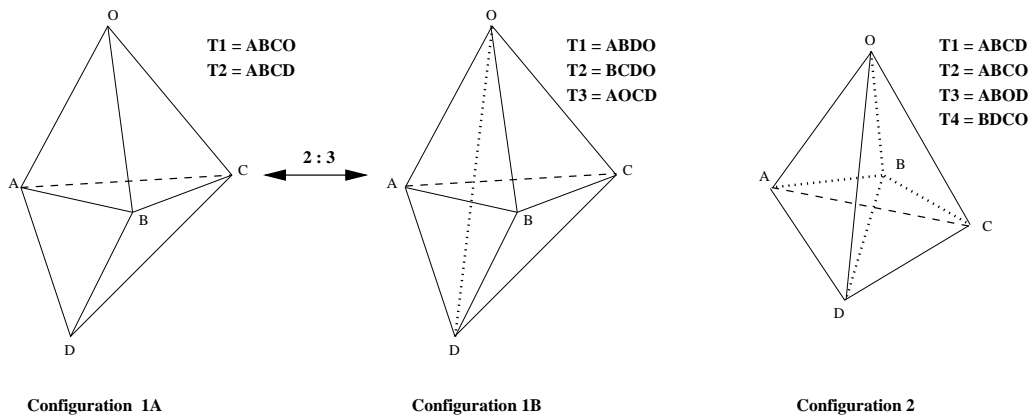 O
T1 = ABCO
T2 = ABCD
A
C
B
D
Configuration 1A
2 : 3
O
T1 = ABDO
T2 = BCDO
T3 = AOCD
A
C
B
D
Configuration 1B
O
T1 = ABCD
T2 = ABCO
T3 = ABOD
T4 = BDCO
B
A
C
D
Configuration 2